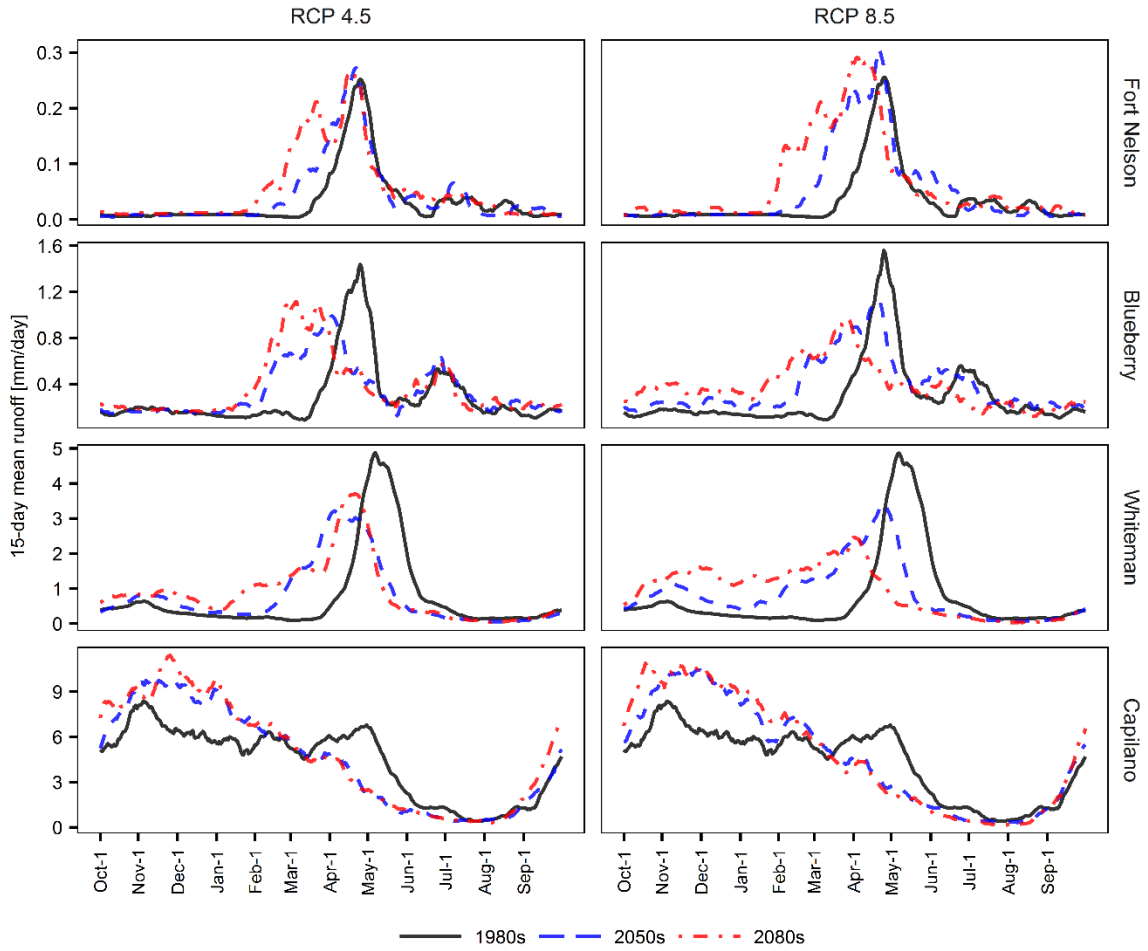 RCP 4.5
RCP 8.5
15-day mean runoff [mm/day]
0.3
0.2
0.1
0.0
Fort Nelson
1.6
1.2
0.8
0.4
Blueberry
5
4
3
2
1
0
Whiteman
9
6
3
0
Capilano
Oct-1 Nov-1 Dec-1 Jan-1 Feb-1 Mar-1 Apr-1 May-1 Jun-1 Jul-1 Aug-1 Sep-1
Oct-1 Nov-1 Dec-1 Jan-1 Feb-1 Mar-1 Apr-1 May-1 Jun-1 Jul-1 Aug-1 Sep-1
1980s 2050s 2080s